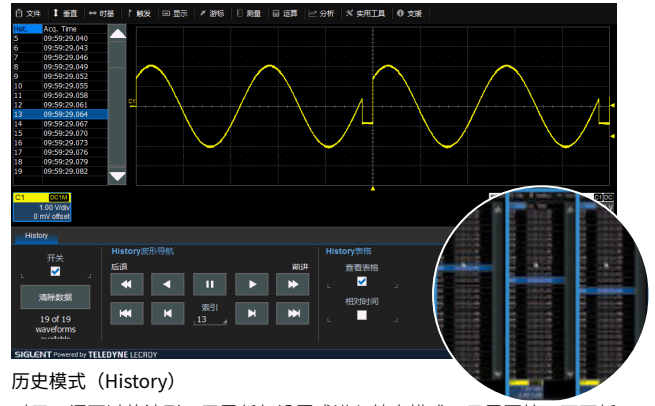 文件 垂直 时基 触发 显示 游标 测量 运算 分析 实用工具 支援
Hist. Acq. Time
5 09:59:29.040
6 09:59:29.043
7 09:59:29.046
8 09:59:29.049
9 09:59:29.052
10 09:59:29.055
11 09:59:29.058
12 09:59:29.061
13 09:59:29.064
14 09:59:29.067
15 09:59:29.070
16 09:59:29.073
17 09:59:29.076
18 09:59:29.079
19 09:59:29.082
C1
C1 DC1M
1.00 V/div
0 mV offset
History
开关
清除数据
19 of 19
waveforms
available
History波形导航
后退 前进
索引
13
History表格
查看表格
相对时间
SIGLENT Powered by TELEDYNE LECROY
历史模式（History）